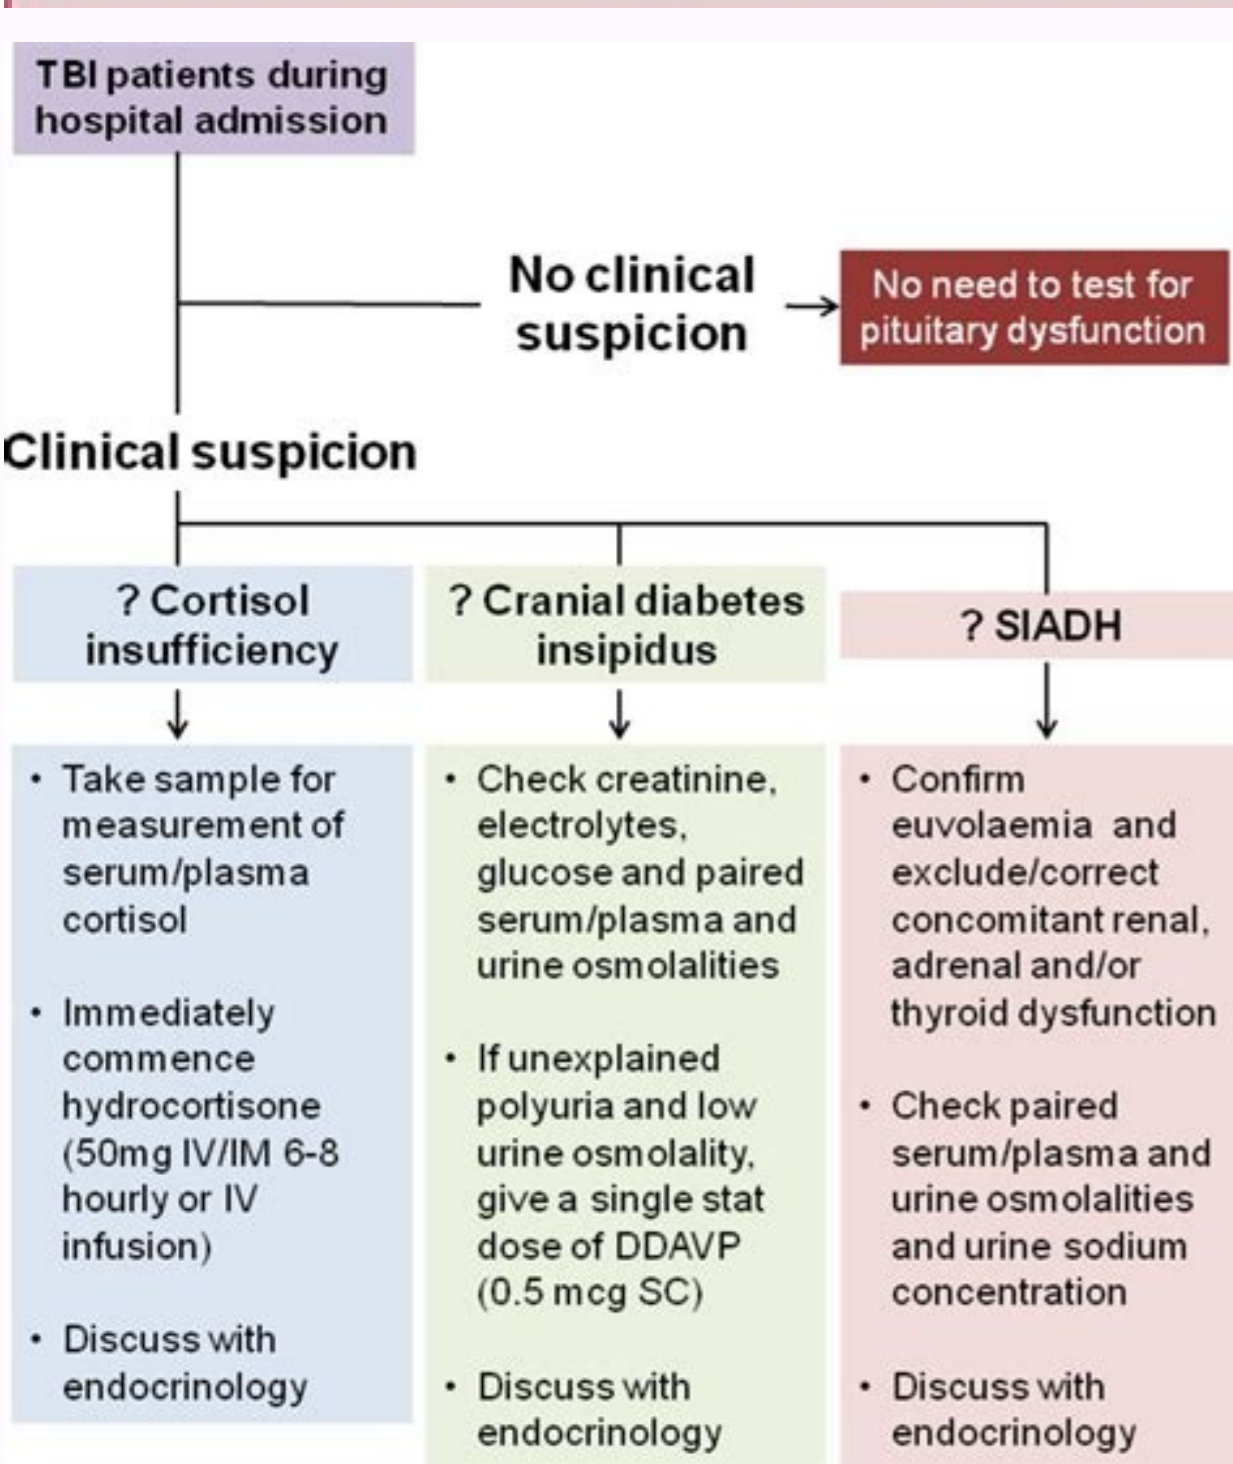 TBI patients during
hospital admission
No clinical
suspicion
No need to test for
pituitary dysfunction
Clinical suspicion
? Cortisol
insufficiency
? Cranial diabetes
insipidus
? SIADH
• Take sample for
measurement of
serum/plasma
cortisol
• Immediately
commence
hydrocortisone
(50mg IV/IM 6-8
hourly or IV
infusion)
• Discuss with
endocrinology
• Check creatinine,
electrolytes,
glucose and paired
serum/plasma and
urine osmolalities
• If unexplained
polyuria and low
urine osmolality,
give a single stat
dose of DDAVP
(0.5 mcg SC)
• Discuss with
endocrinology
• Confirm
euvolaemia and
exclude/correct
concomitant renal,
adrenal and/or
thyroid dysfunction
• Check paired
serum/plasma and
urine osmolalities
and urine sodium
concentration
• Discuss with
endocrinology